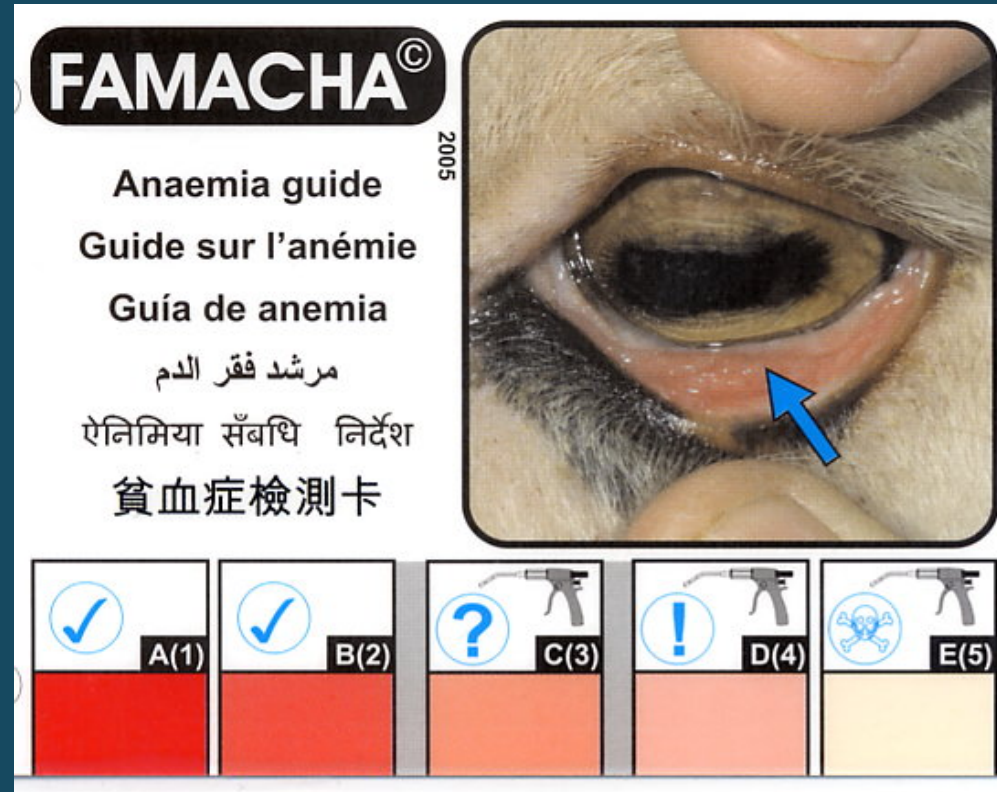 FAMACHA©
2005
Anaemia guide
Guide sur l'anémie
Guía de anemia
مرشد فقر الدم
ऐनिमिया सँबधि निर्देश
貧血症檢測卡
? !
A(1) B(2) C(3) D(4) E(5)